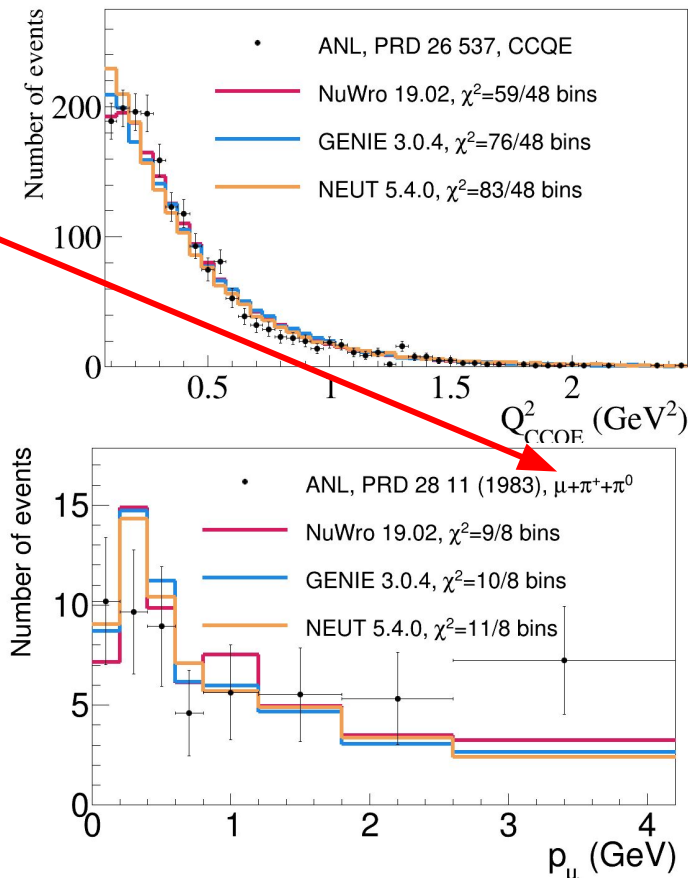 Number of events
200
100
0
ANL, PRD 26 537, CCQE
NuWro 19.02, χ²=59/48 bins
GENIE 3.0.4, χ²=76/48 bins
NEUT 5.4.0, χ²=83/48 bins
0.5 1 1.5 2
Q²CCQE (GeV²)
Number of events
15
10
5
0
ANL, PRD 28 11 (1983), μ+π⁺+π⁰
NuWro 19.02, χ²=9/8 bins
GENIE 3.0.4, χ²=10/8 bins
NEUT 5.4.0, χ²=11/8 bins
0 1 2 3 4
pμ (GeV)